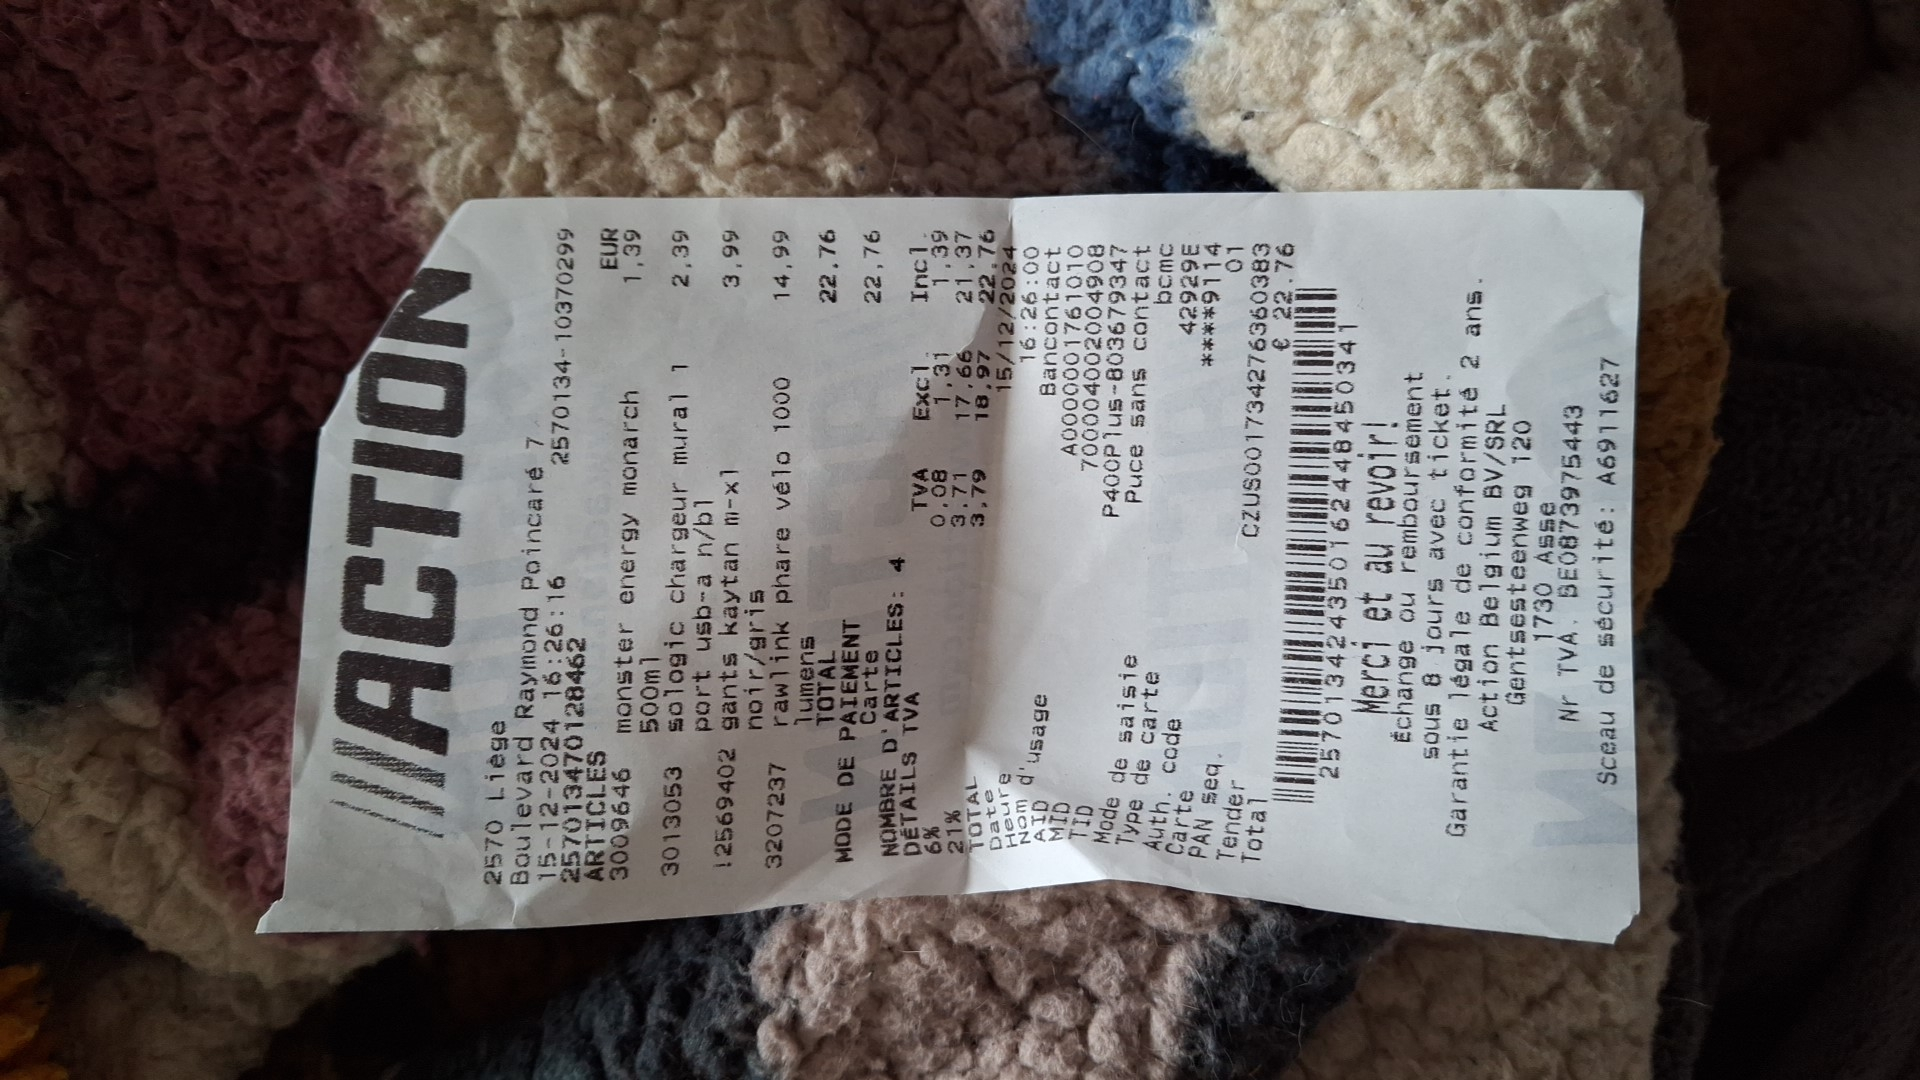 ///ACTION
2570 Liège
Boulevard Raymond Poincaré 7
15-12-2024 16:26:16 2570134-10370299
2570134701284​62
ARTICLES EUR
3009646 monster energy monarch 1,39
500ml
3013053 sologic chargeur mural 1 2,39
port usb-a n/bl
!2569402 gants kaytan m-xl 3,99
noir/gris
3207237 rawlink phare vélo 1000 14,99
lumens
TOTAL 22,76
MODE DE PAIEMENT
Carte 22,76
NOMBRE D'ARTICLES: 4
DÉTAILS TVA TVA Excl. Incl.
6% 0,08 1,31 1,39
21% 3,71 17,66 21,37
TOTAL 3,79 18,97 22,76
Date 15/12/2024
Heure 16:26:00
Nom d'usage Bancontact
AID A0000001761010
MID 700004002004908
TID P400Plus-803679347
Mode de saisie Puce sans contact
Type de carte bcmc
Auth. code 42929E
Carte ****9114
PAN seq. 01
Tender CZUS001734276360383
Total € 22.76
2570134243501624484503​41
Merci et au revoir!
Échange ou remboursement
sous 8 jours avec ticket.
Garantie légale de conformité 2 ans.
Action Belgium BV/SRL
Gentsesteenweg 120
1730 Asse
Nr TVA. BE0873975443
Sceau de sécurité: A6911627